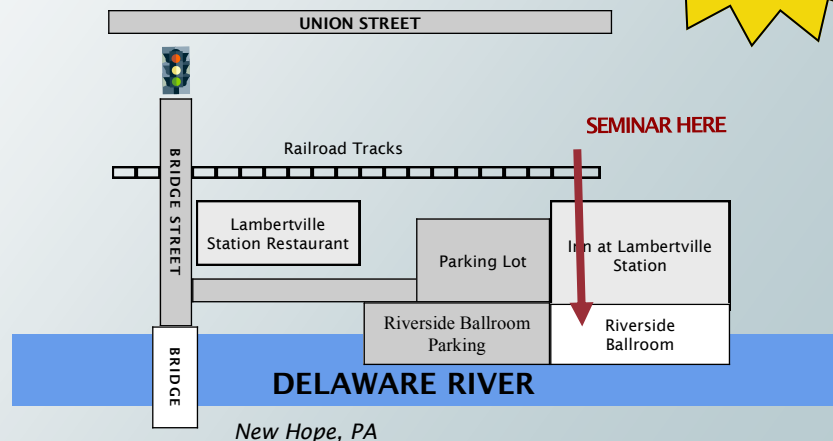 UNION STREET
SEMINAR HERE
Railroad Tracks
BRIDGE STREET
Lambertville
Station Restaurant
Parking Lot
Inn at Lambertville
Station
Riverside Ballroom
Parking
Riverside
Ballroom
BRIDGE
DELAWARE RIVER
New Hope, PA